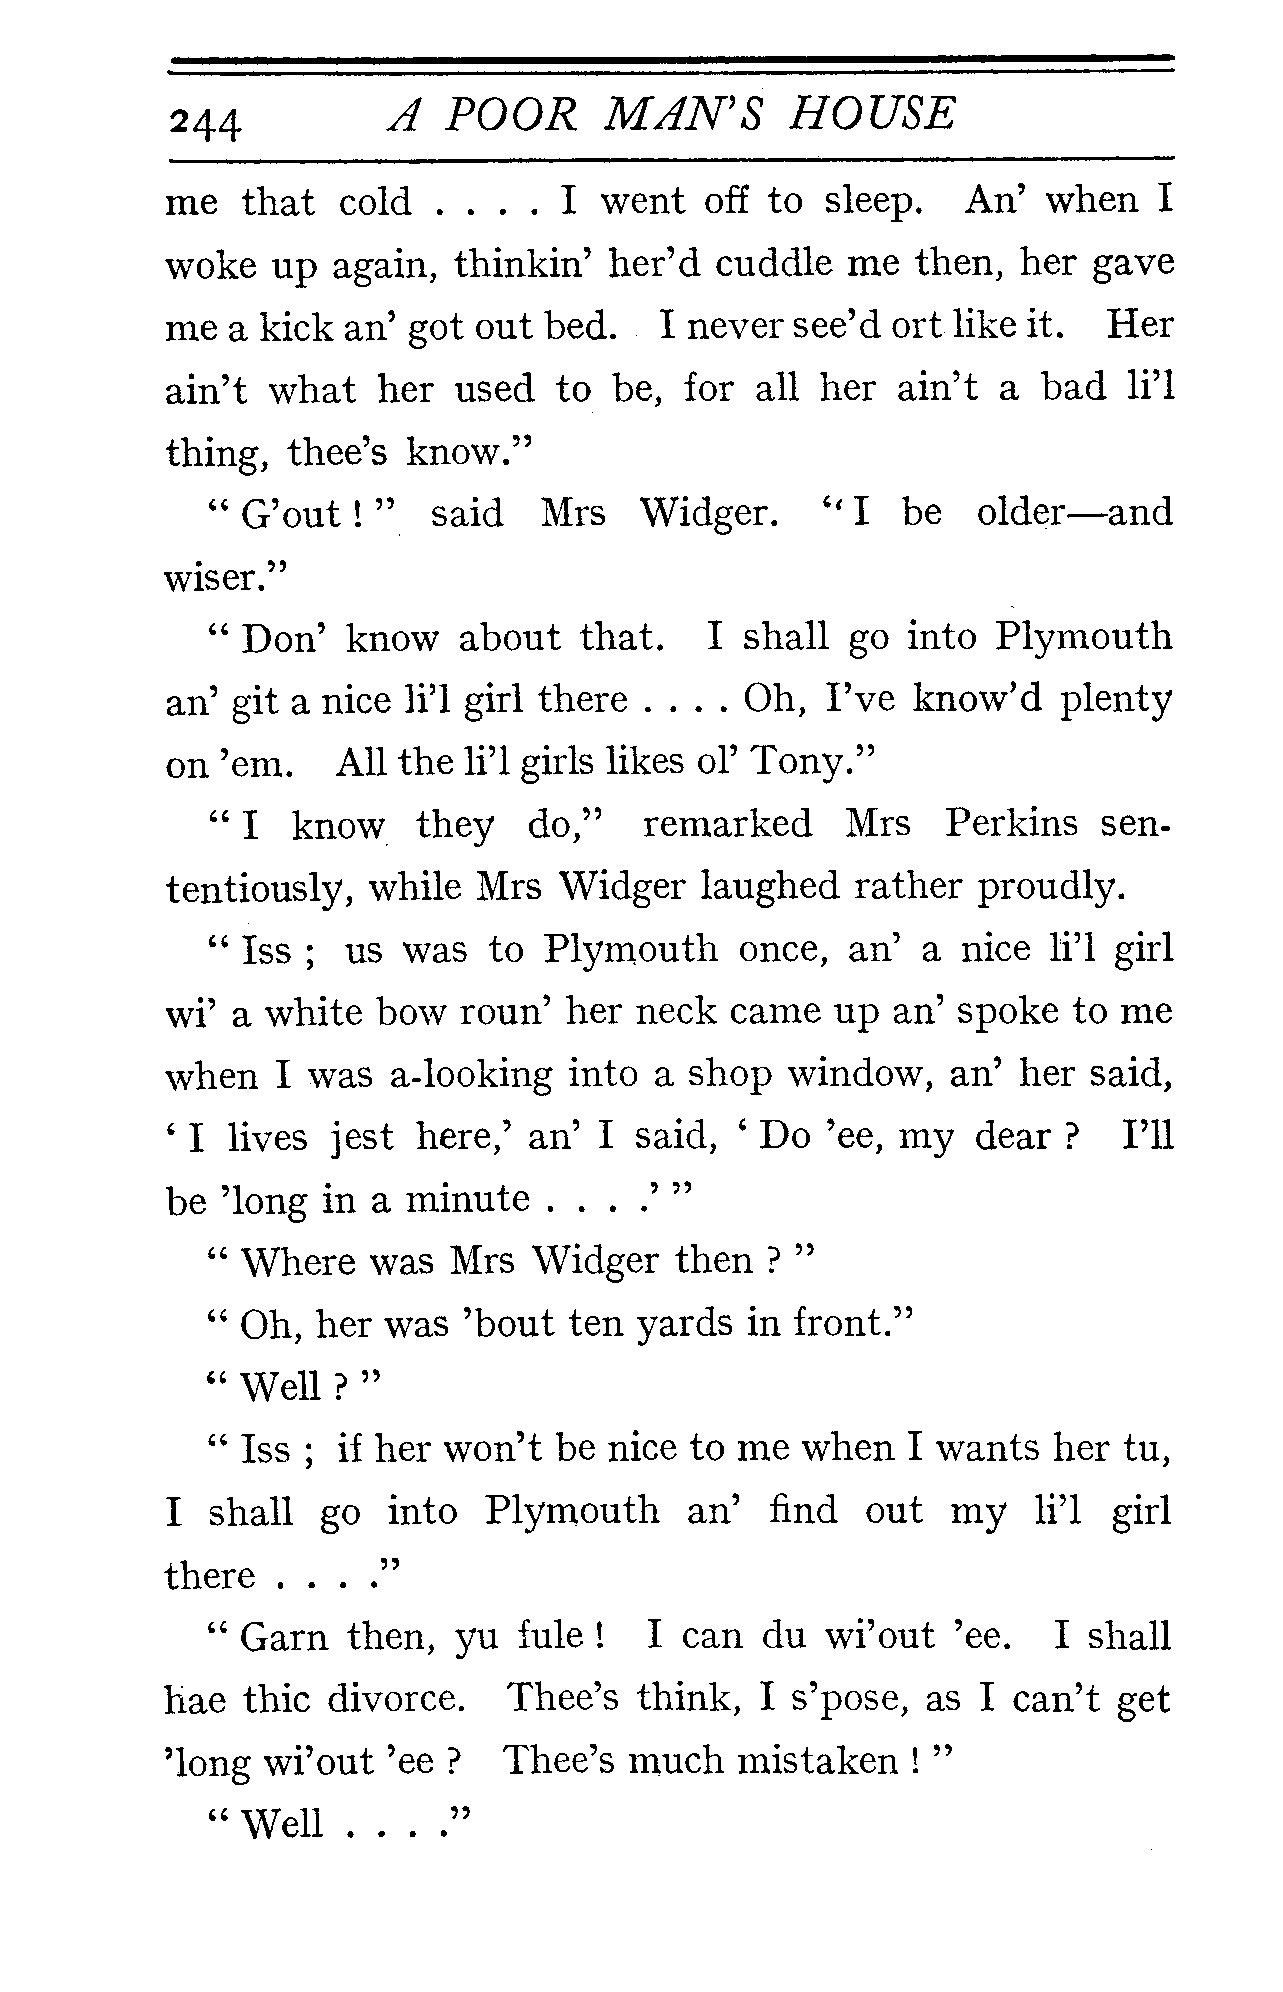 244 A POOR MAN'S HOUSE
me that cold . . . . I went off to sleep. An' when I
woke up again, thinkin' her'd cuddle me then, her gave
me a kick an' got out bed. I never see'd ort like it. Her
ain't what her used to be, for all her ain't a bad li'l
thing, thee's know."
"G'out!" said Mrs Widger. "I be older—and
wiser."
"Don' know about that. I shall go into Plymouth
an' git a nice li'l girl there . . . . Oh, I've know'd plenty
on 'em. All the li'l girls likes ol' Tony."
"I know they do," remarked Mrs Perkins sen-
tentiously, while Mrs Widger laughed rather proudly.
"Iss; us was to Plymouth once, an' a nice li'l girl
wi' a white bow roun' her neck came up an' spoke to me
when I was a-looking into a shop window, an' her said,
'I lives jest here,' an' I said, 'Do 'ee, my dear? I'll
be 'long in a minute . . . .'"
"Where was Mrs Widger then?"
"Oh, her was 'bout ten yards in front."
"Well?"
"Iss; if her won't be nice to me when I wants her tu,
I shall go into Plymouth an' find out my li'l girl
there . . . ."
"Garn then, yu fule! I can du wi'out 'ee. I shall
hae thic divorce. Thee's think, I s'pose, as I can't get
'long wi'out 'ee? Thee's much mistaken!"
"Well . . . ."